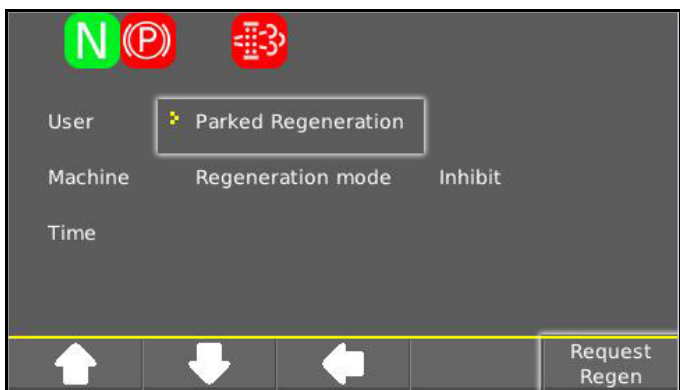 N (P)
User Parked Regeneration
Machine Regeneration mode Inhibit
Time
Request
Regen